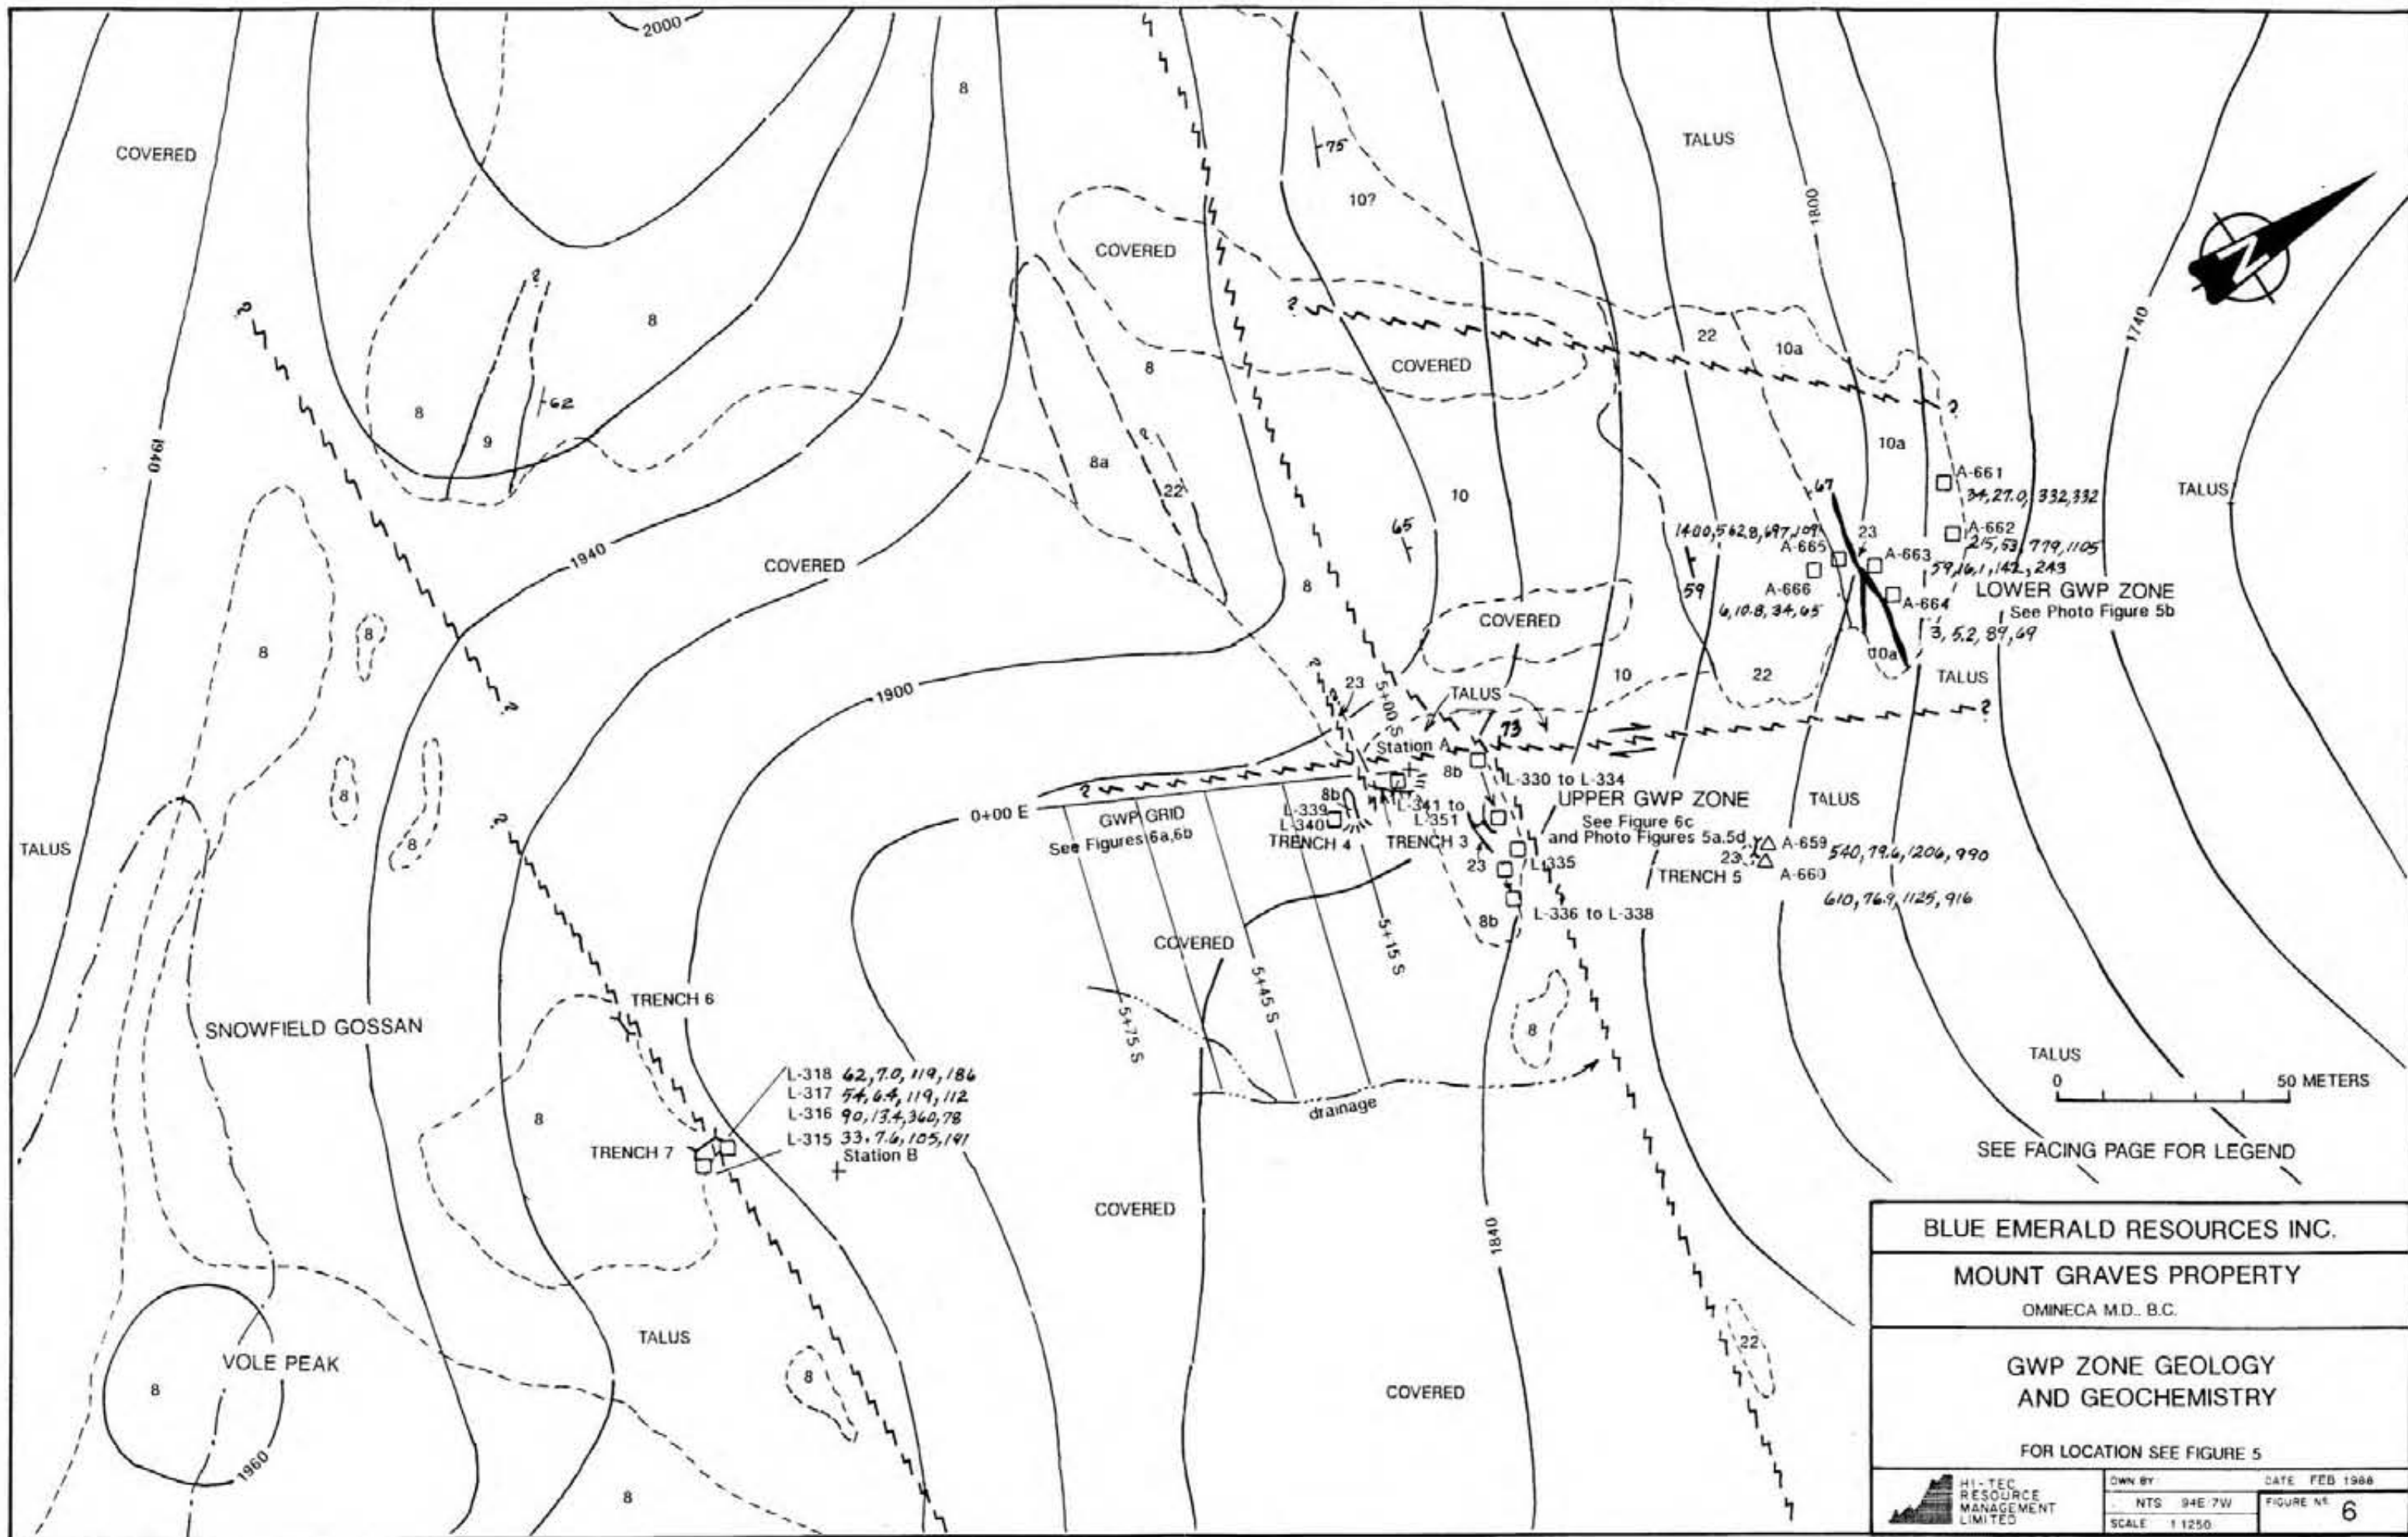 2000
COVERED
8
TALUS
75
10?
1800
COVERED
8
1740
COVERED
22
10a
8
8
62
9
8a
22
10
10a
1940
65
67
A-661
34,27.0,332,332
TALUS
1400,562.8,697,109
23
A-662
215,53,779,1105
A-665
A-663
59,16.1,142,243
1940
COVERED
8
59
A-666
6,10.8,34,65
A-664
3,5.2,89,69
LOWER GWP ZONE
See Photo Figure 5b
COVERED
8
8
10a
10
22
TALUS
1900
23
5+00 S
TALUS
73
Station A
8b
L-330 to L-334
8
8
0+00 E
GWP GRID
See Figures 6a,6b
8b
L-339
L-340
TRENCH 4
L-341 to
L-351
TRENCH 3
UPPER GWP ZONE
See Figure 6c
and Photo Figures 5a,5d
TALUS
TALUS
23
L-335
23
TRENCH 5
A-659
540,79.6,1206,990
A-660
610,76.9,1125,916
L-336 to L-338
8b
COVERED
5+15 S
5+45 S
5+75 S
TRENCH 6
SNOWFIELD GOSSAN
8
TALUS
0
50 METERS
L-318 62,7.0,119,186
L-317 54,6.4,119,112
L-316 90,13.4,360,78
L-315 33,7.6,105,191
Station B
8
TRENCH 7
drainage
SEE FACING PAGE FOR LEGEND
COVERED
1840
VOLE PEAK
8
1960
TALUS
8
8
COVERED
22
BLUE EMERALD RESOURCES INC.
MOUNT GRAVES PROPERTY
OMINECA M.D.. B.C.
GWP ZONE GEOLOGY
AND GEOCHEMISTRY
FOR LOCATION SEE FIGURE 5
HI-TEC
RESOURCE
MANAGEMENT
LIMITED
DWN BY
DATE FEB 1988
NTS 94E/7W
FIGURE Nº 6
SCALE 1:1250